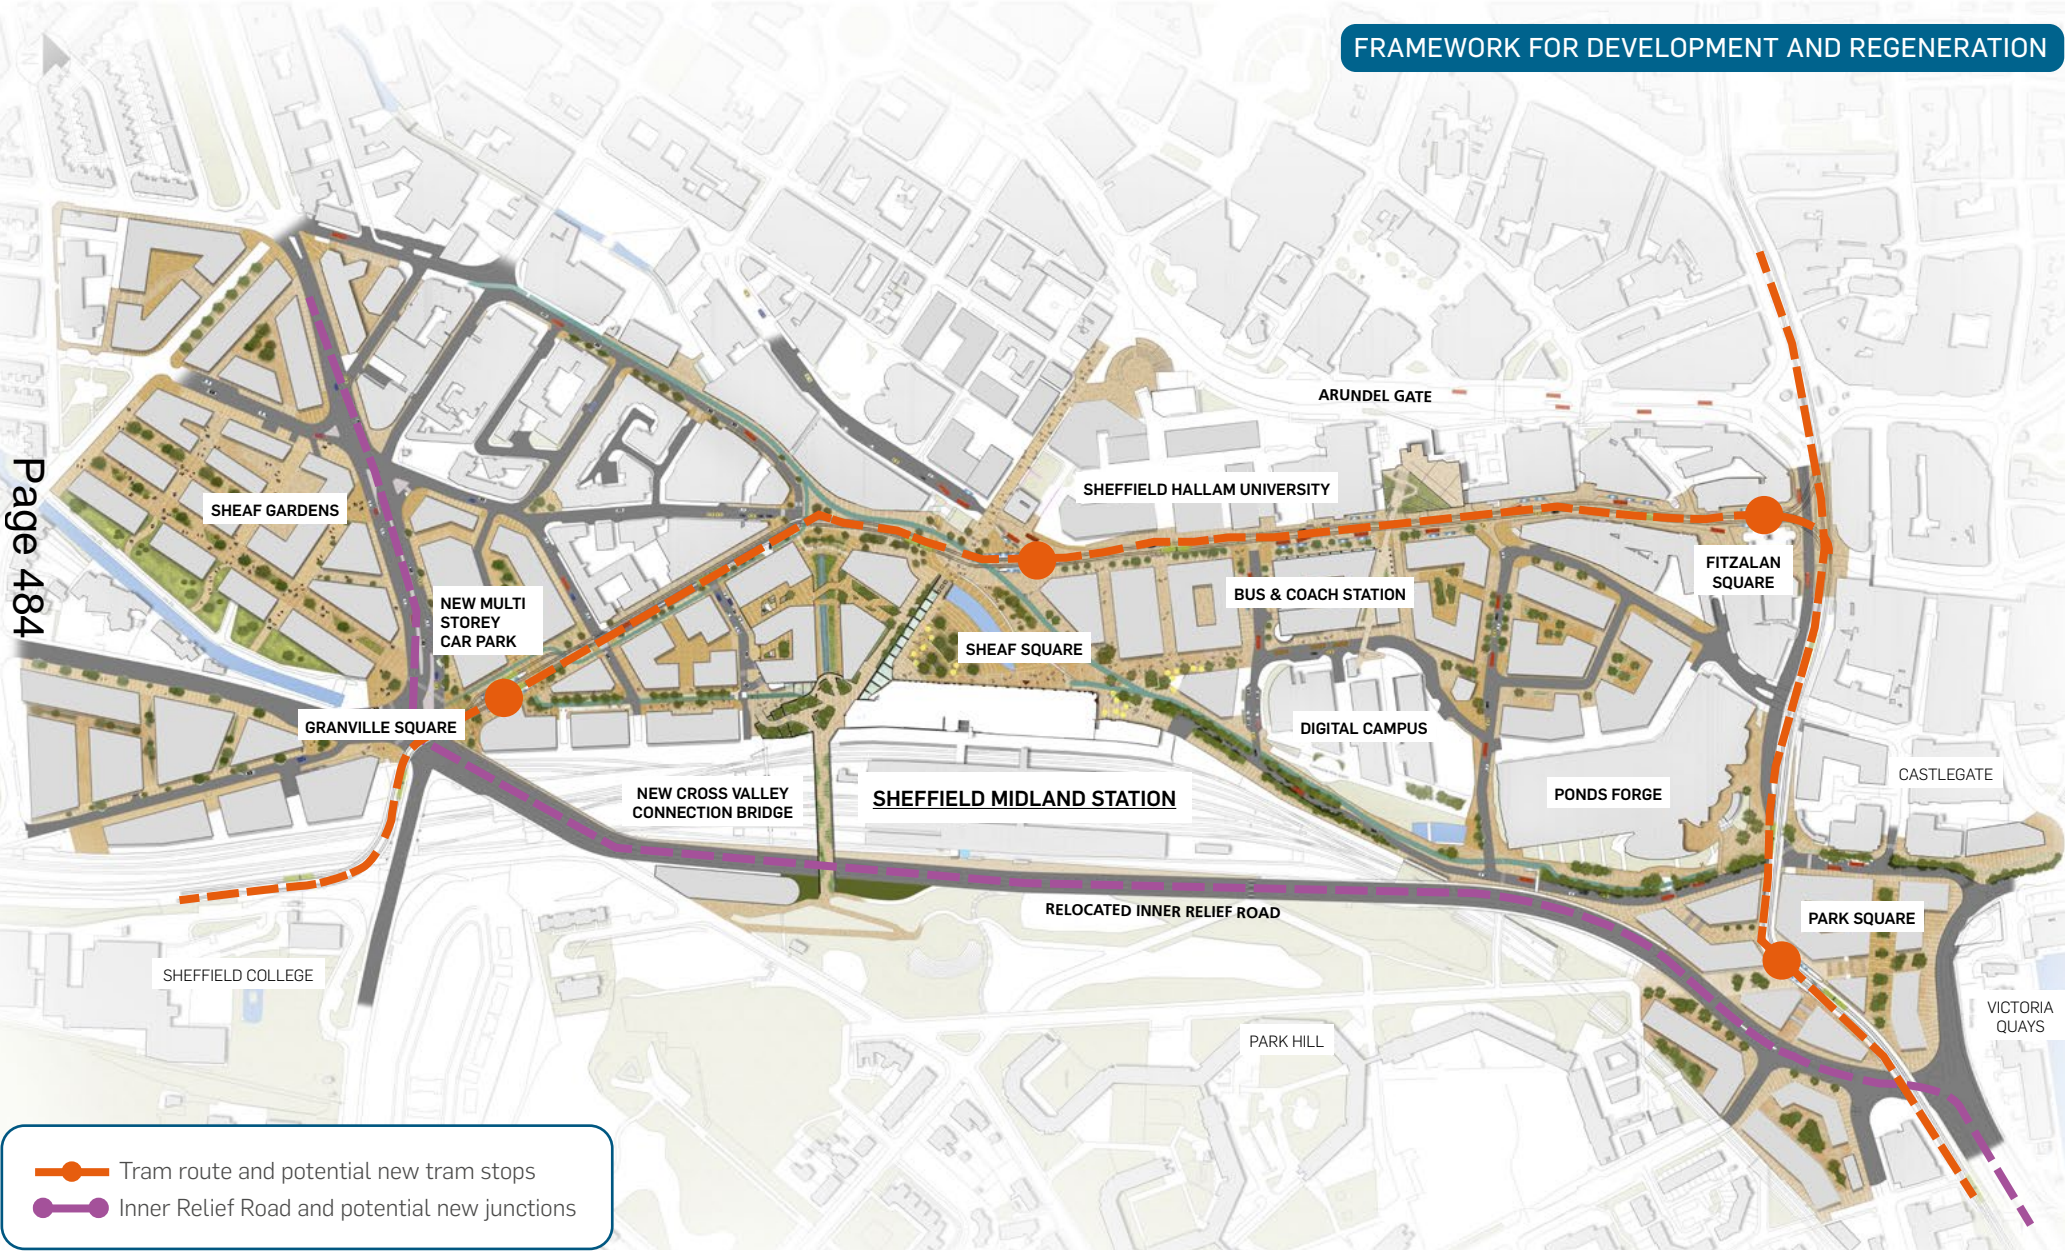 FRAMEWORK FOR DEVELOPMENT AND REGENERATION
ARUNDEL GATE
SHEFFIELD HALLAM UNIVERSITY
SHEAF GARDENS
Page 484
FITZALAN
SQUARE
BUS & COACH STATION
NEW MULTI
STOREY
CAR PARK
SHEAF SQUARE
GRANVILLE SQUARE
DIGITAL CAMPUS
CASTLEGATE
PONDS FORGE
NEW CROSS VALLEY
CONNECTION BRIDGE
SHEFFIELD MIDLAND STATION
RELOCATED INNER RELIEF ROAD
PARK SQUARE
SHEFFIELD COLLEGE
VICTORIA
QUAYS
PARK HILL
Tram route and potential new tram stops
Inner Relief Road and potential new junctions